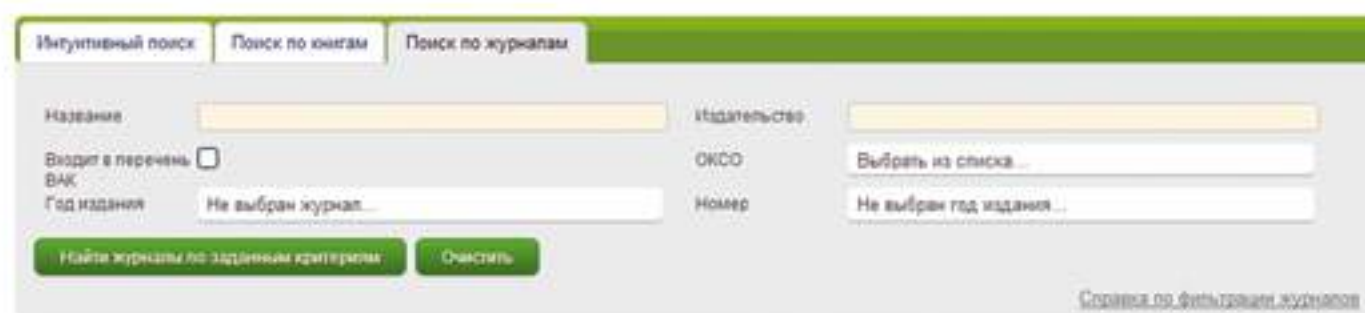 Интуитивный поиск
Поиск по книгам
Поиск по журналам
Название
Издательство
Входит в перечень
ВАК
ОКСО
Выбрать из списка...
Год издания
Не выбран журнал...
Номер
Не выбран год издания...
Найти журналы по заданным критериям
Очистить
Справка по фильтрации журналов